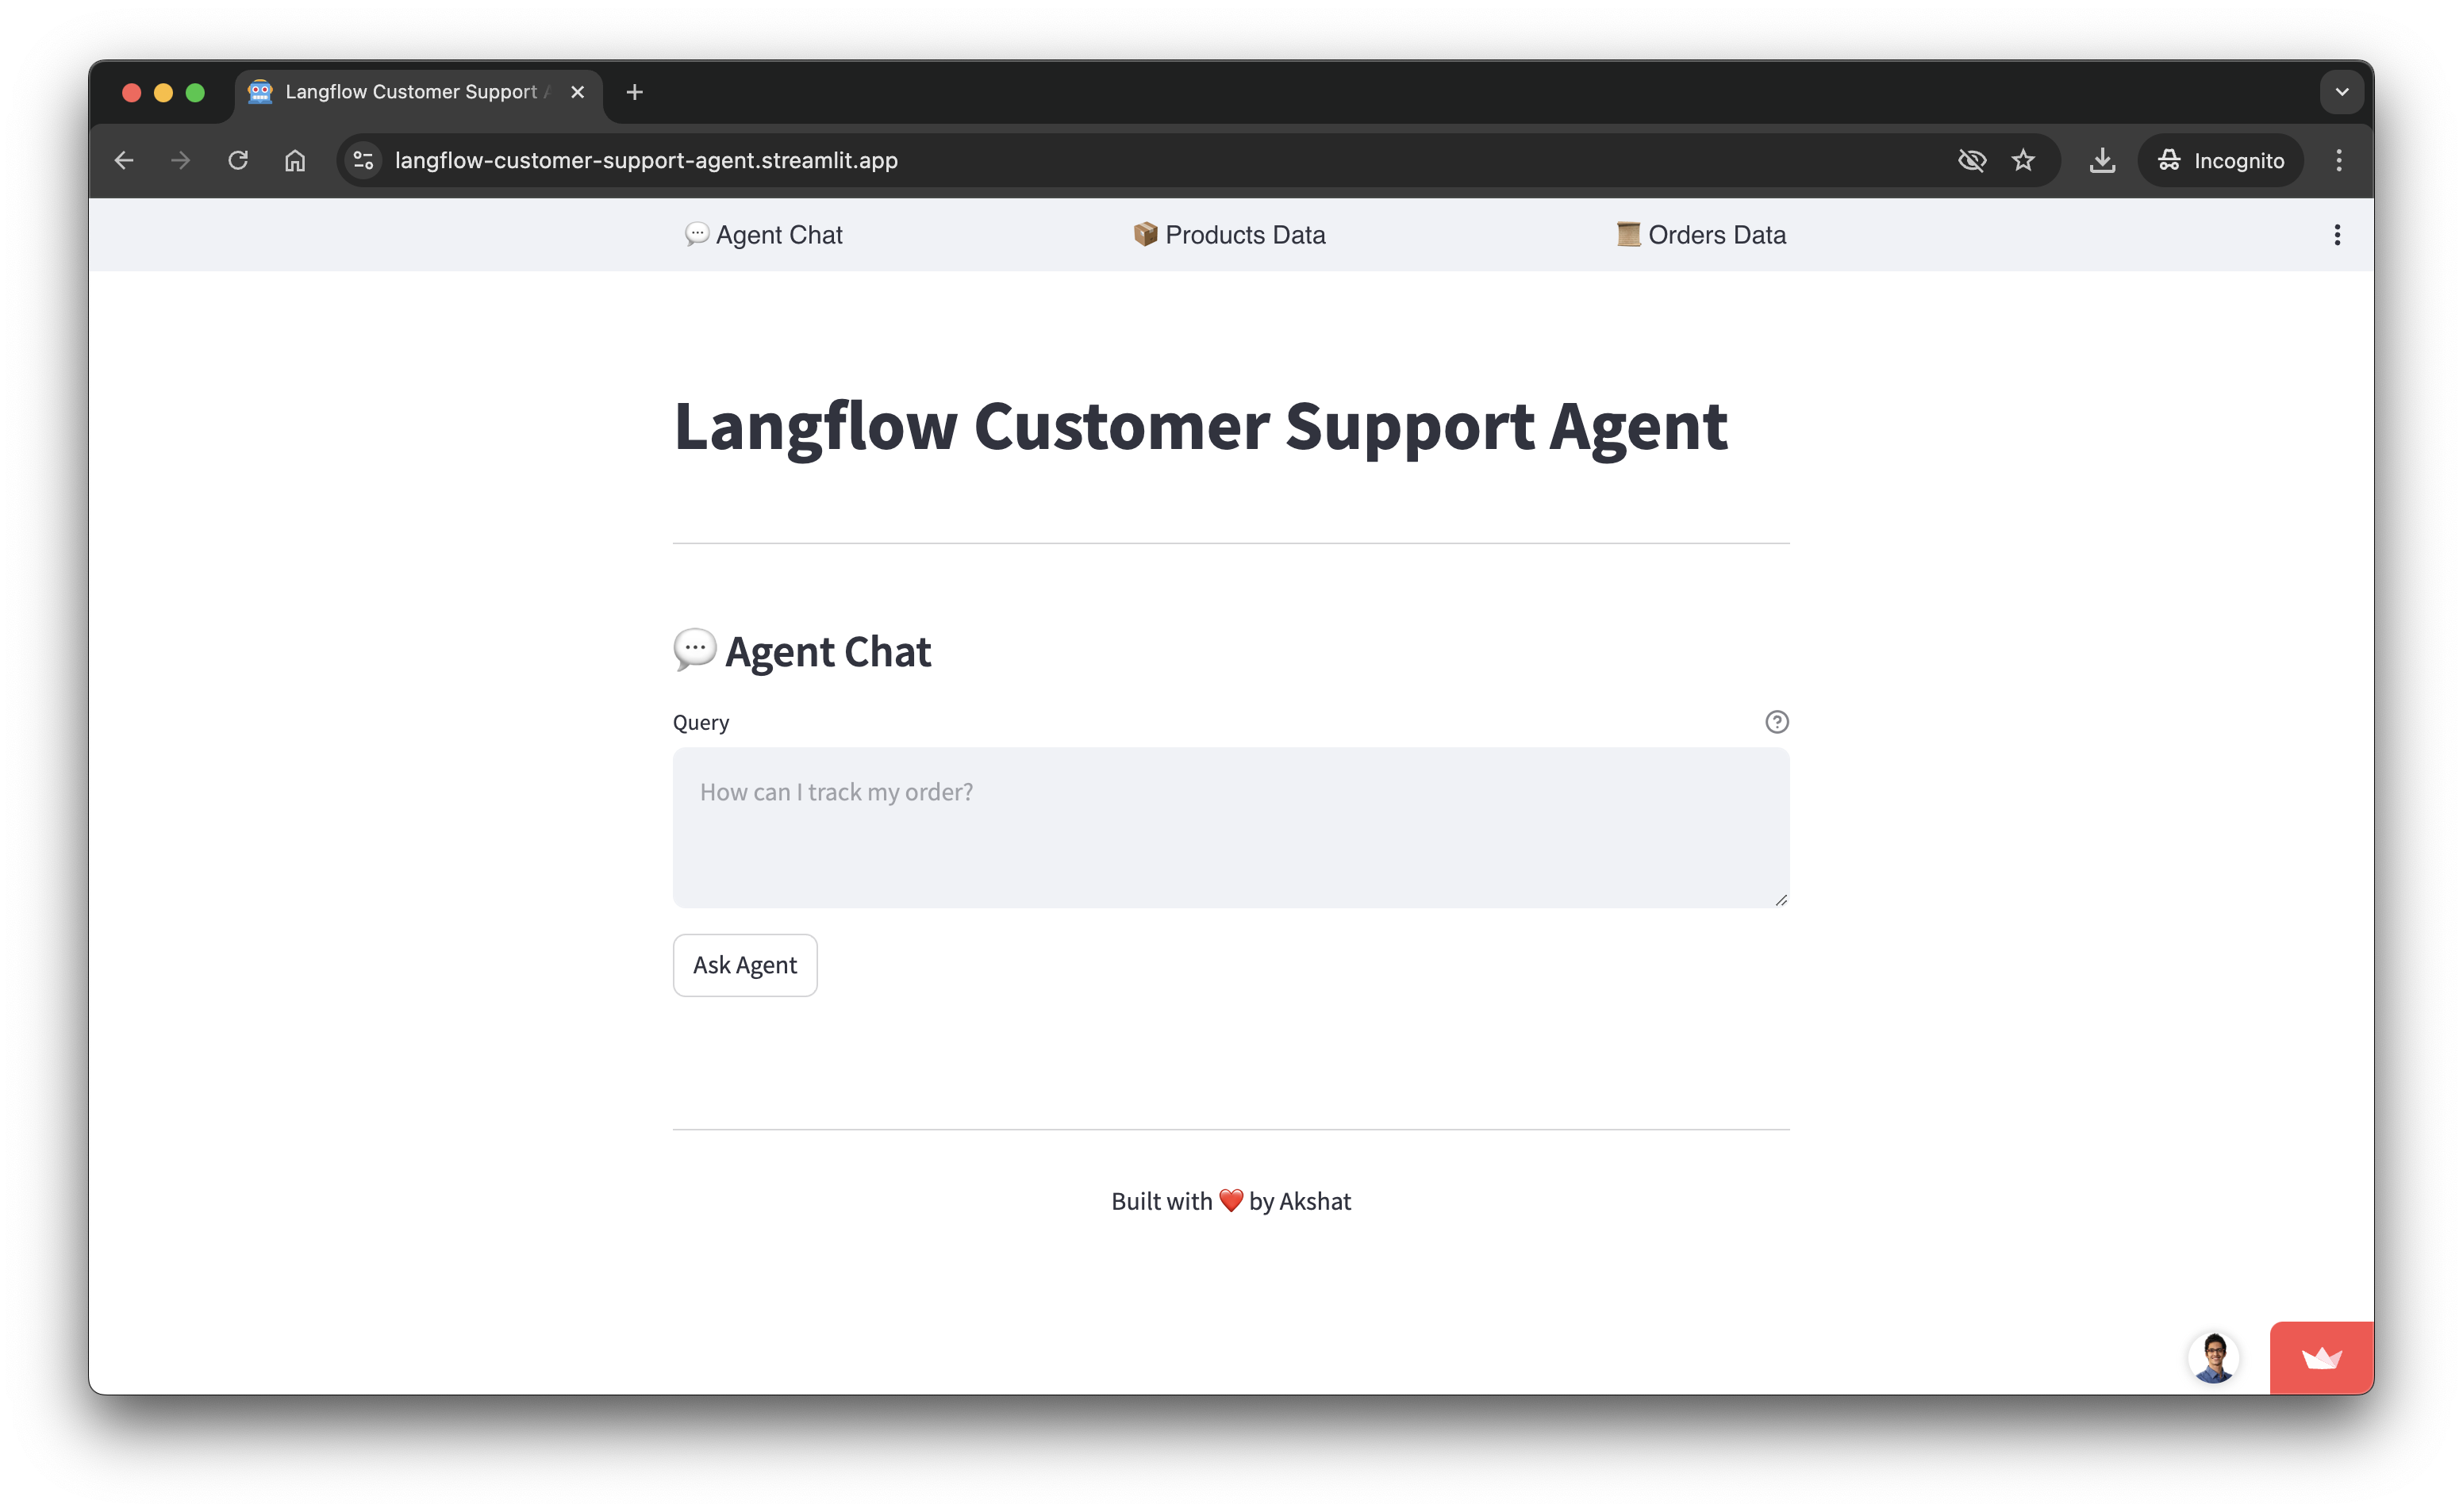 Langflow Customer Support
langflow-customer-support-agent.streamlit.app
Incognito
Agent Chat
Products Data
Orders Data
Langflow Customer Support Agent
💬 Agent Chat
Query
How can I track my order?
Ask Agent
Built with ❤️ by Akshat